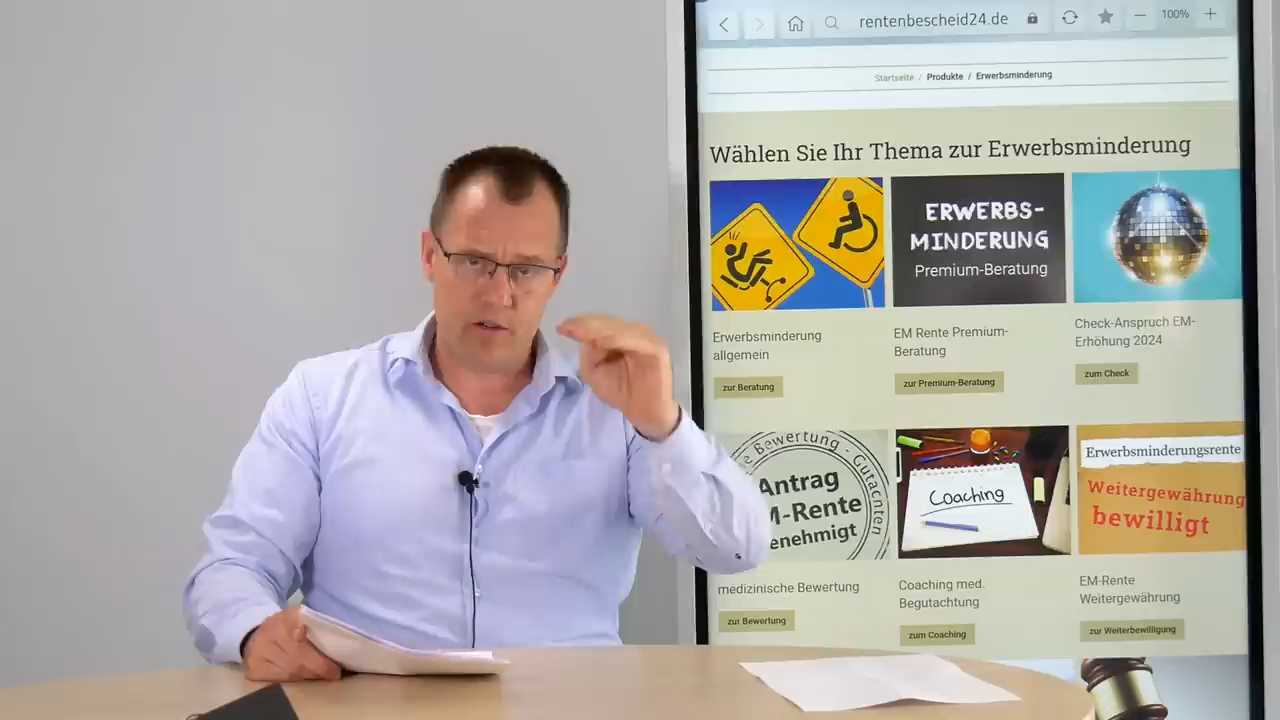 rentenbescheid24.de
100%
Startseite / Produkte / Erwerbsminderung
Wählen Sie Ihr Thema zur Erwerbsminderung
ERWERBS-
MINDERUNG
Premium-Beratung
Erwerbsminderung
allgemein
zur Beratung
EM Rente Premium-
Beratung
zur Premium-Beratung
Check-Anspruch EM-
Erhöhung 2024
zum Check
Bewertung - Gutachten
Antrag
EM-Rente
genehmigt
Coaching
Erwerbsminderungsrente
Weitergewährung
bewilligt
medizinische Bewertung
zur Bewertung
Coaching med.
Begutachtung
zum Coaching
EM-Rente
Weitergewährung
zur Weiterbewilligung